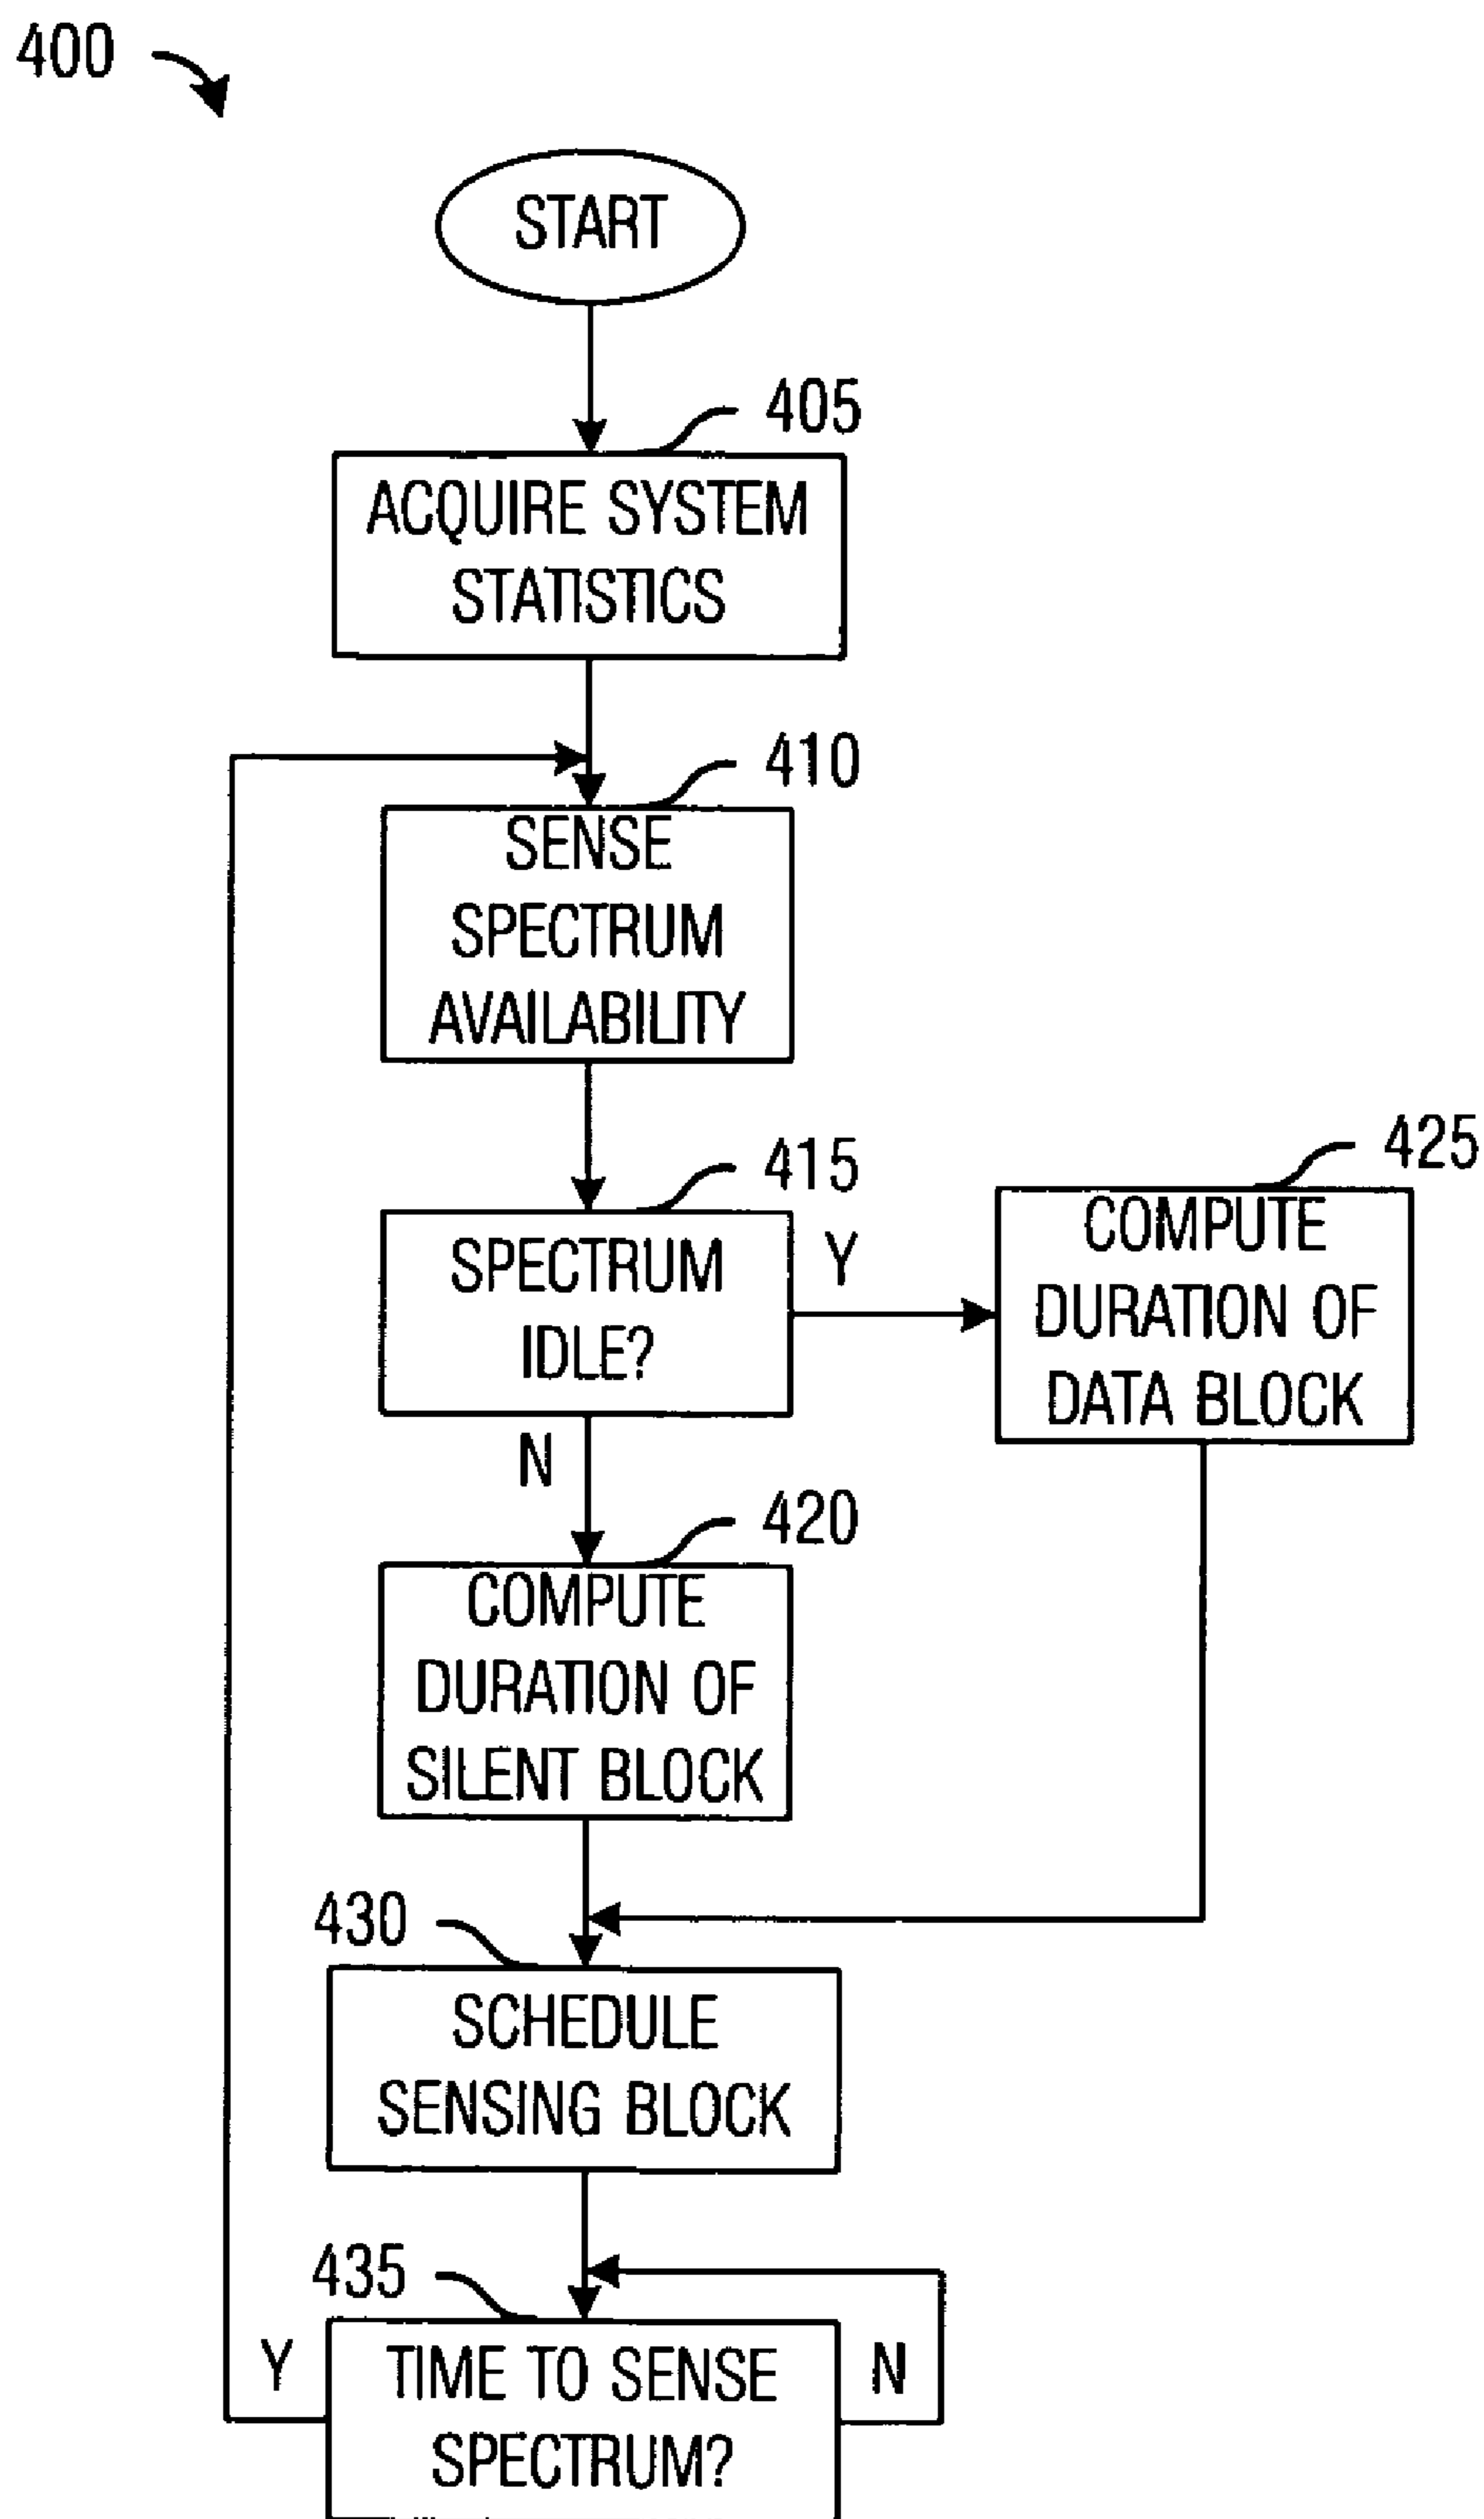 400
START
405
ACQUIRE SYSTEM
STATISTICS
410
SENSE
SPECTRUM
AVAILABILITY
415
SPECTRUM
IDLE?
Y
N
425
COMPUTE
DURATION OF
DATA BLOCK
420
COMPUTE
DURATION OF
SILENT BLOCK
430
SCHEDULE
SENSING BLOCK
435
TIME TO SENSE
SPECTRUM?
Y
N